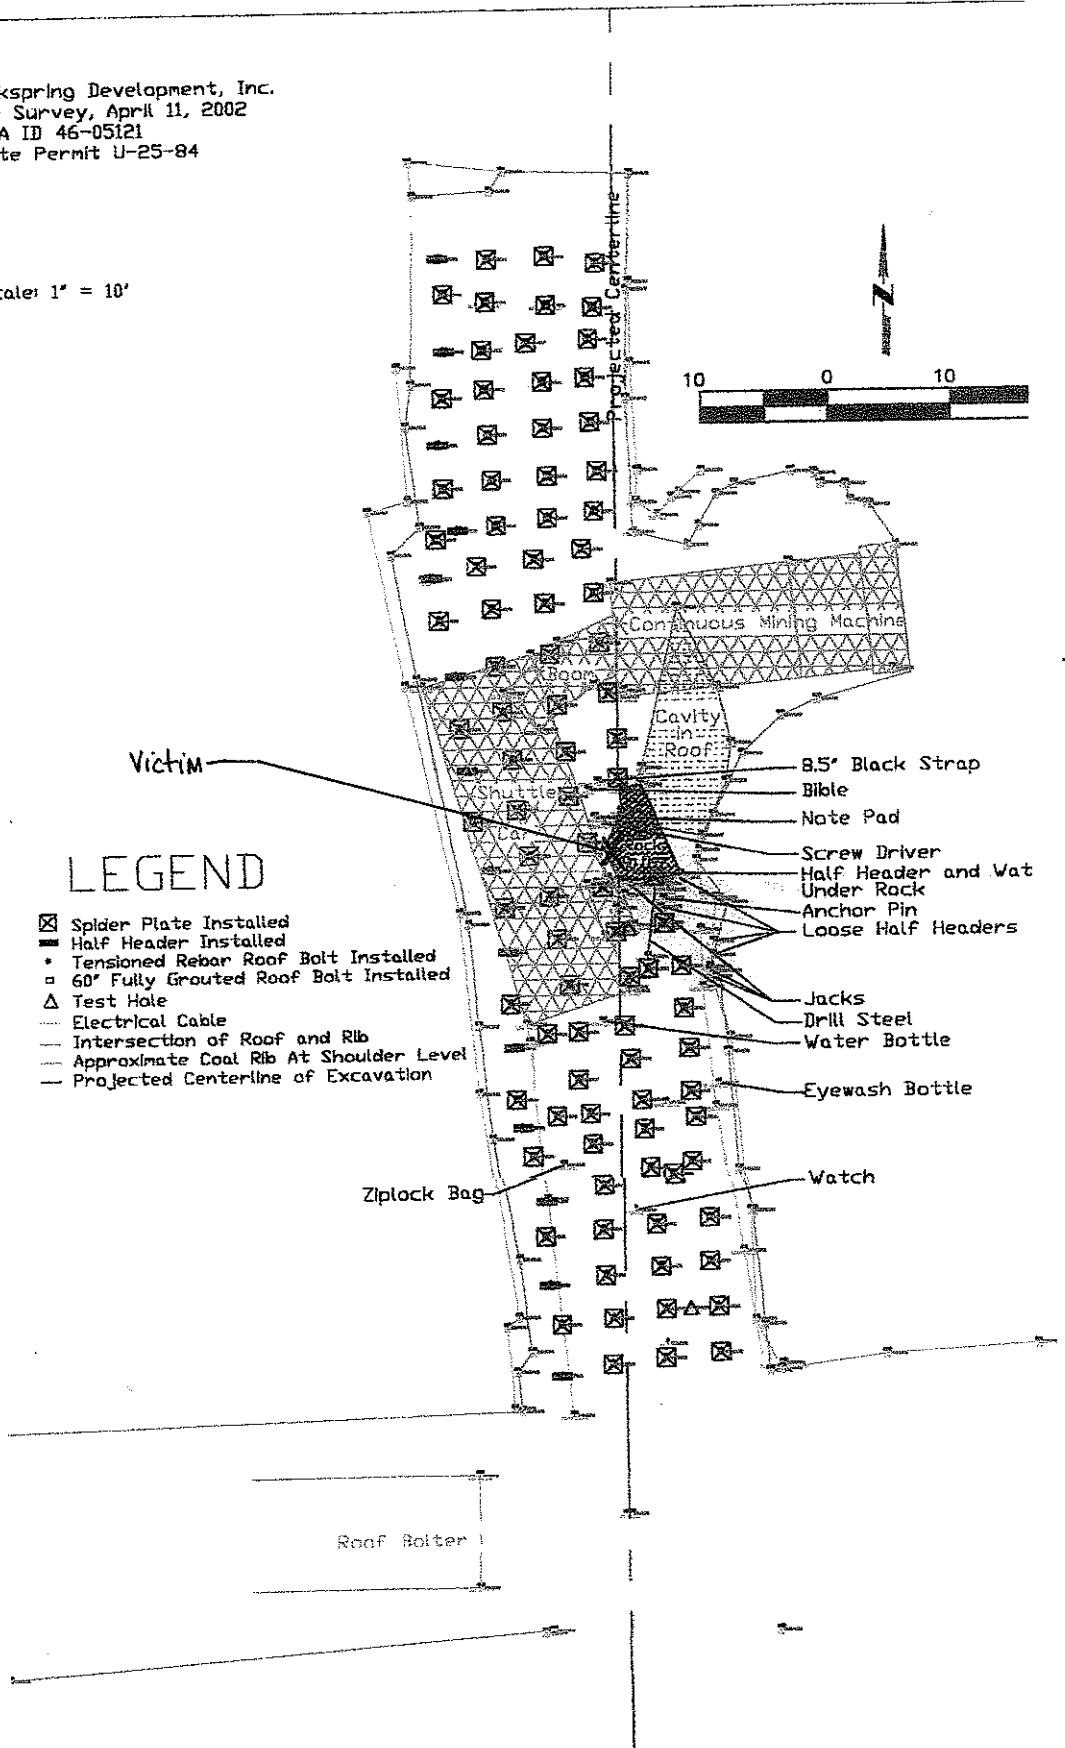 kspring Development, Inc.
Survey, April 11, 2002
A ID 46-05121
te Permit U-25-84
cale: 1" = 10'
Projected Centerline
N
10 0 10
Continuous Mining Machine
Boom
Cavity
in
Roof
Victim
Shuttle
Car
Rock
8.5" Black Strap
Bible
Note Pad
Screw Driver
Half Header and Wat
Under Rock
Anchor Pin
Loose Half Headers
Jacks
Drill Steel
Water Bottle
Eyewash Bottle
Watch
Ziplock Bag
LEGEND
Spider Plate Installed
Half Header Installed
Tensioned Rebar Roof Bolt Installed
60" Fully Grouted Roof Bolt Installed
Test Hole
Electrical Cable
Intersection of Roof and Rib
Approximate Coal Rib At Shoulder Level
Projected Centerline of Excavation
Roof Bolter